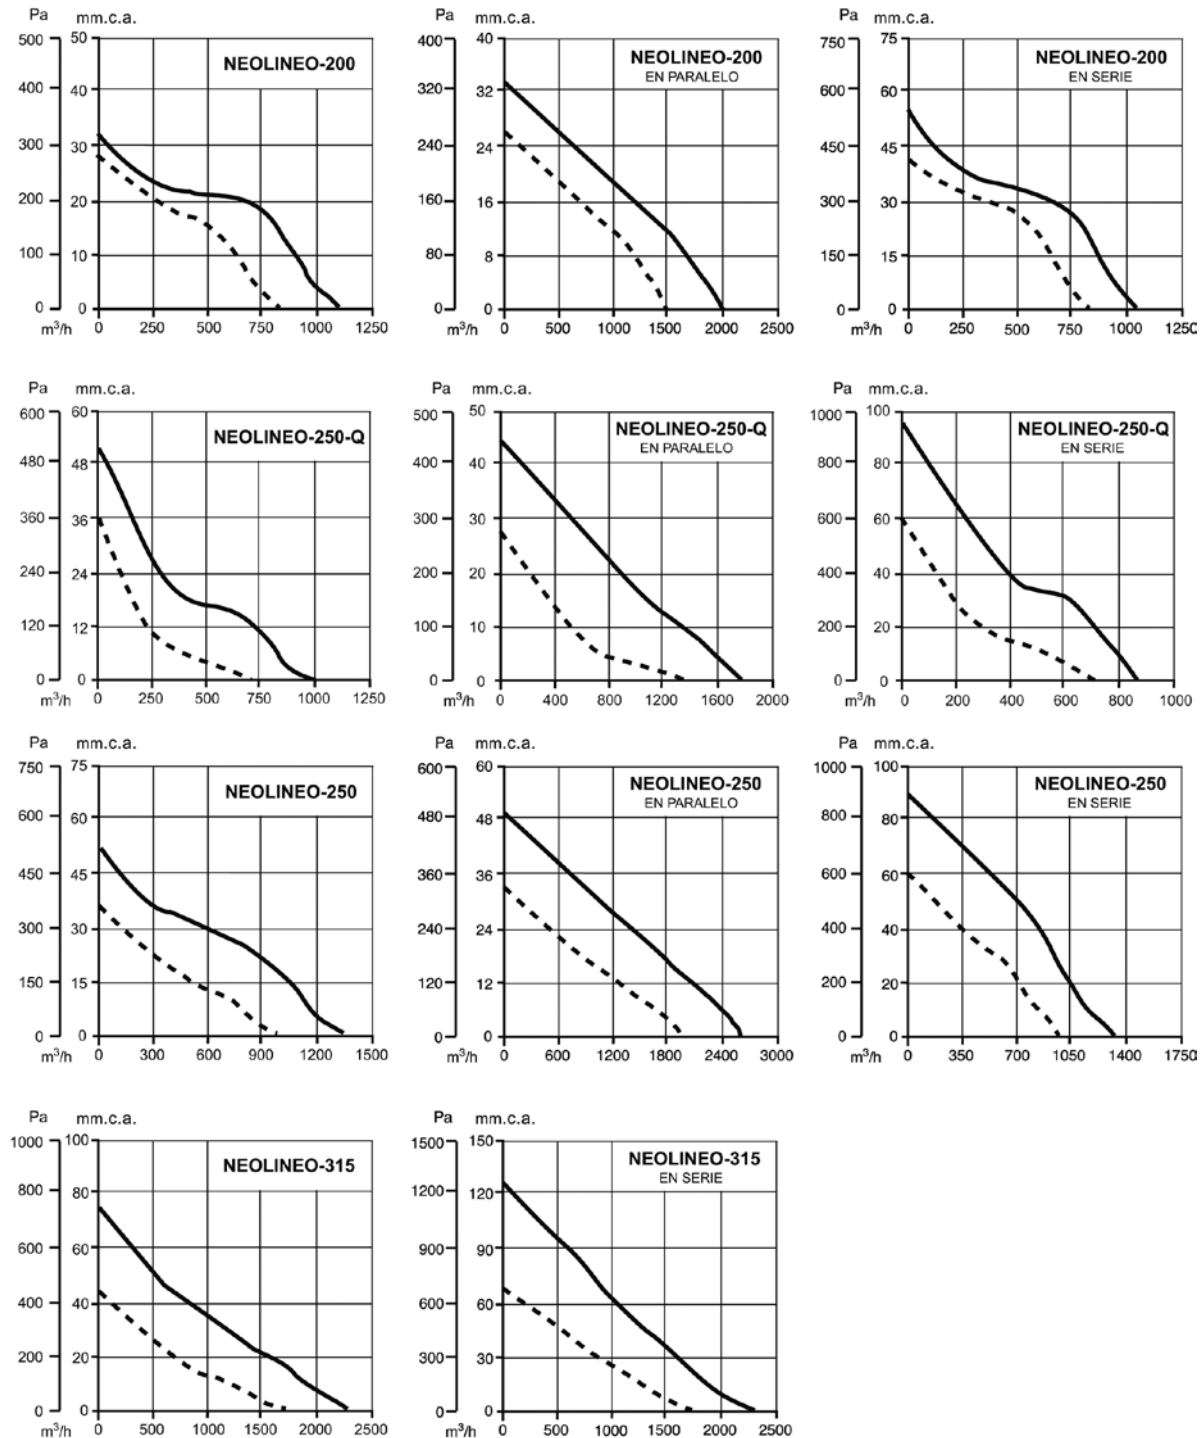 Pa mm.c.a.
500 50
NEOLINEO-200
400 40
300 30
200 20
100 10
0 0
m³/h 0 250 500 750 1000 1250
Pa mm.c.a.
400 40
NEOLINEO-200
EN PARALELO
320 32
240 24
160 16
80 8
0 0
m³/h 0 500 1000 1500 2000 2500
Pa mm.c.a.
750 75
NEOLINEO-200
EN SERIE
600 60
450 45
300 30
150 15
0 0
m³/h 0 250 500 750 1000 1250
Pa mm.c.a.
600 60
NEOLINEO-250-Q
480 48
360 36
240 24
120 12
0 0
m³/h 0 250 500 750 1000 1250
Pa mm.c.a.
500 50
NEOLINEO-250-Q
EN PARALELO
400 40
300 30
200 20
100 10
0 0
m³/h 0 400 800 1200 1600 2000
Pa mm.c.a.
1000 100
NEOLINEO-250-Q
EN SERIE
800 80
600 60
400 40
200 20
0 0
m³/h 0 200 400 600 800 1000
Pa mm.c.a.
750 75
NEOLINEO-250
600 60
450 45
300 30
150 15
0 0
m³/h 0 300 600 900 1200 1500
Pa mm.c.a.
600 60
NEOLINEO-250
EN PARALELO
480 48
360 36
240 24
120 12
0 0
m³/h 0 600 1200 1800 2400 3000
Pa mm.c.a.
1000 100
NEOLINEO-250
EN SERIE
800 80
600 60
400 40
200 20
0 0
m³/h 0 350 700 1050 1400 1750
Pa mm.c.a.
1000 100
NEOLINEO-315
800 80
600 60
400 40
200 20
0 0
m³/h 0 500 1000 1500 2000 2500
Pa mm.c.a.
1500 150
NEOLINEO-315
EN SERIE
1200 120
900 90
600 60
300 30
0 0
m³/h 0 500 1000 1500 2000 2500